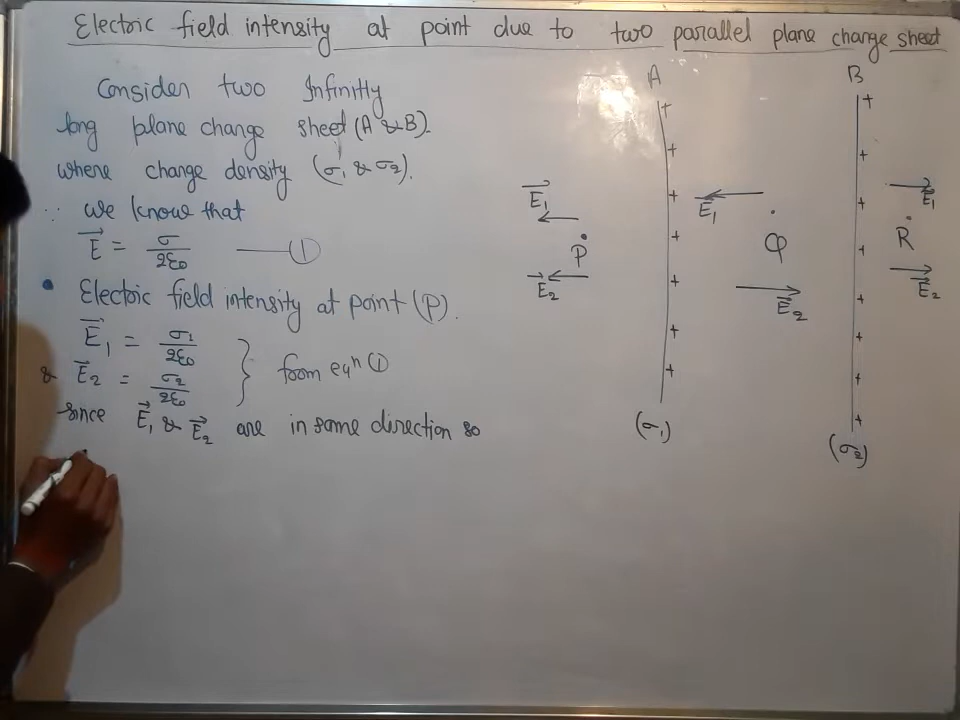 Electric field intensity at point due to two parallel plane charge sheet
Consider two Infinitly
long plane charge sheet (A & B).
where charge density (σ₁ & σ₂).
∵ we know that
E⃗ = σ/2ε₀ —— ①
• Electric field intensity at point (P).
E⃗₁ = σ₁/2ε₀
& E⃗₂ = σ₂/2ε₀ } from eqⁿ ①
since E⃗₁ & E⃗₂ are in same direction so
A
B
+ + + + + + +
+ + + + + + + +
E⃗₁
P
E⃗₂
E⃗₁
Q
E⃗₂
E⃗₁
R
E⃗₂
(σ₁)
(σ₂)